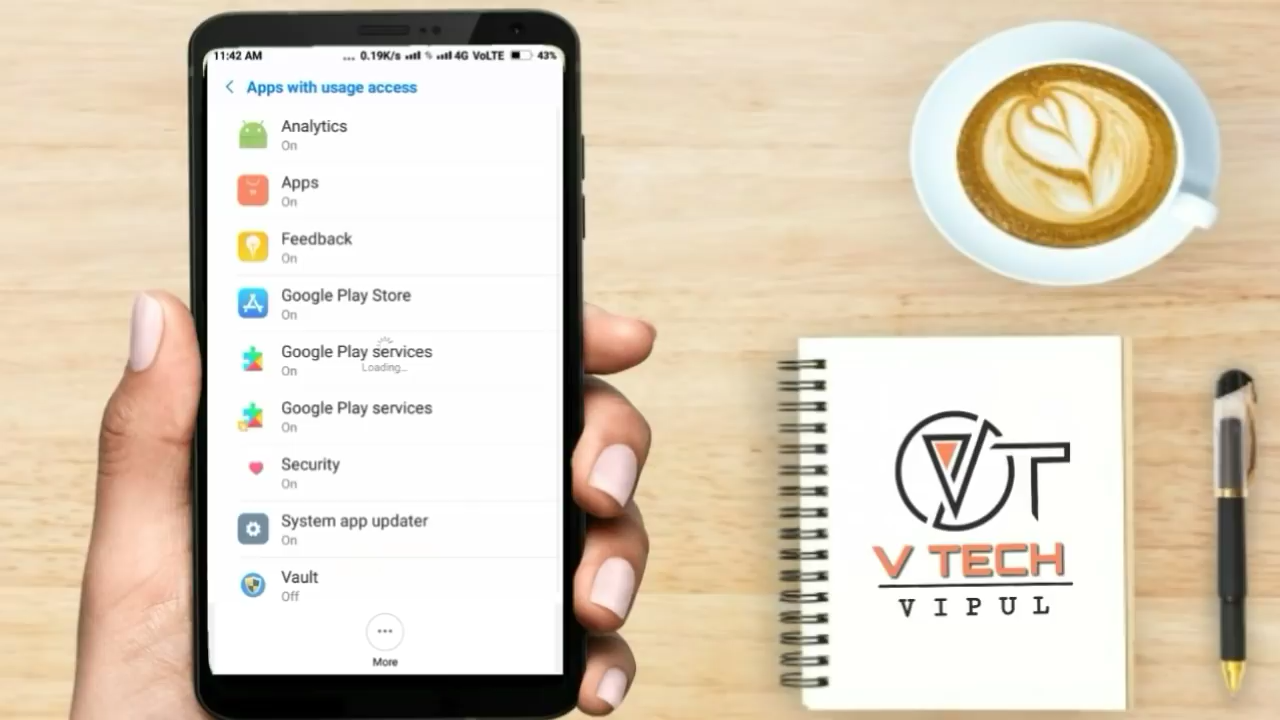 11:42 AM ... 0.19K/s 4G VoLTE 43%
Apps with usage access
Analytics
On
Apps
On
Feedback
On
Google Play Store
On
Google Play services
On
Loading...
Google Play services
On
Security
On
System app updater
On
Vault
Off
More
VT
V TECH
VIPUL